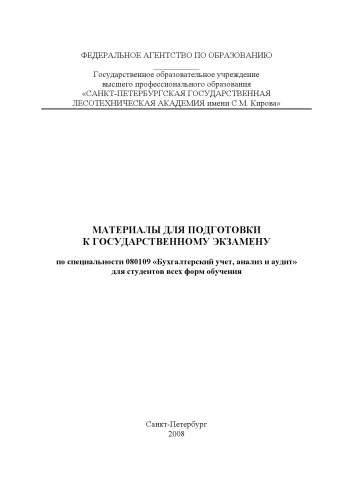 ФЕДЕРАЛЬНОЕ АГЕНТСТВО ПО ОБРАЗОВАНИЮ
Государственное образовательное учреждение
высшего профессионального образования
«САНКТ-ПЕТЕРБУРГСКАЯ ГОСУДАРСТВЕННАЯ
ЛЕСОТЕХНИЧЕСКАЯ АКАДЕМИЯ имени С.М. Кирова»
МАТЕРИАЛЫ ДЛЯ ПОДГОТОВКИ
К ГОСУДАРСТВЕННОМУ ЭКЗАМЕНУ
по специальности 080109 «Бухгалтерский учет, анализ и аудит»
для студентов всех форм обучения
Санкт-Петербург
2008